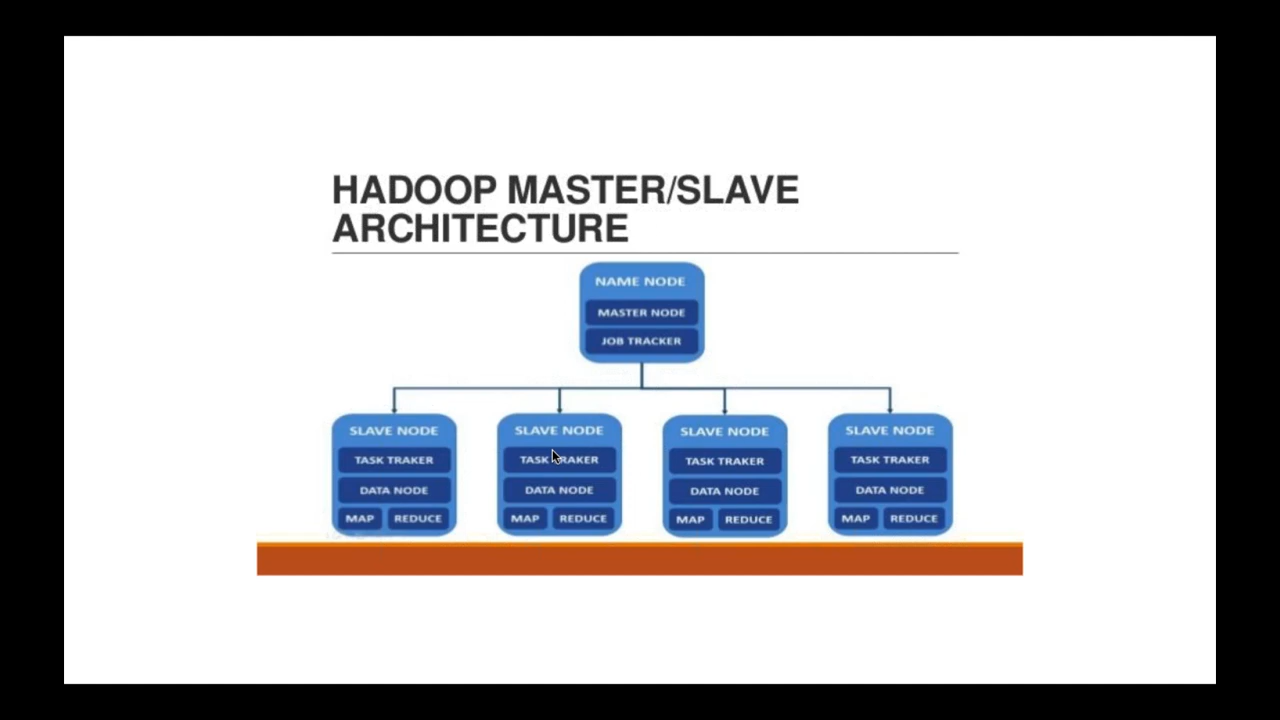 HADOOP MASTER/SLAVE
ARCHITECTURE
NAME NODE
MASTER NODE
JOB TRACKER
SLAVE NODE SLAVE NODE SLAVE NODE SLAVE NODE
TASK TRAKER TASK TRAKER TASK TRAKER TASK TRAKER
DATA NODE DATA NODE DATA NODE DATA NODE
MAP REDUCE MAP REDUCE MAP REDUCE MAP REDUCE